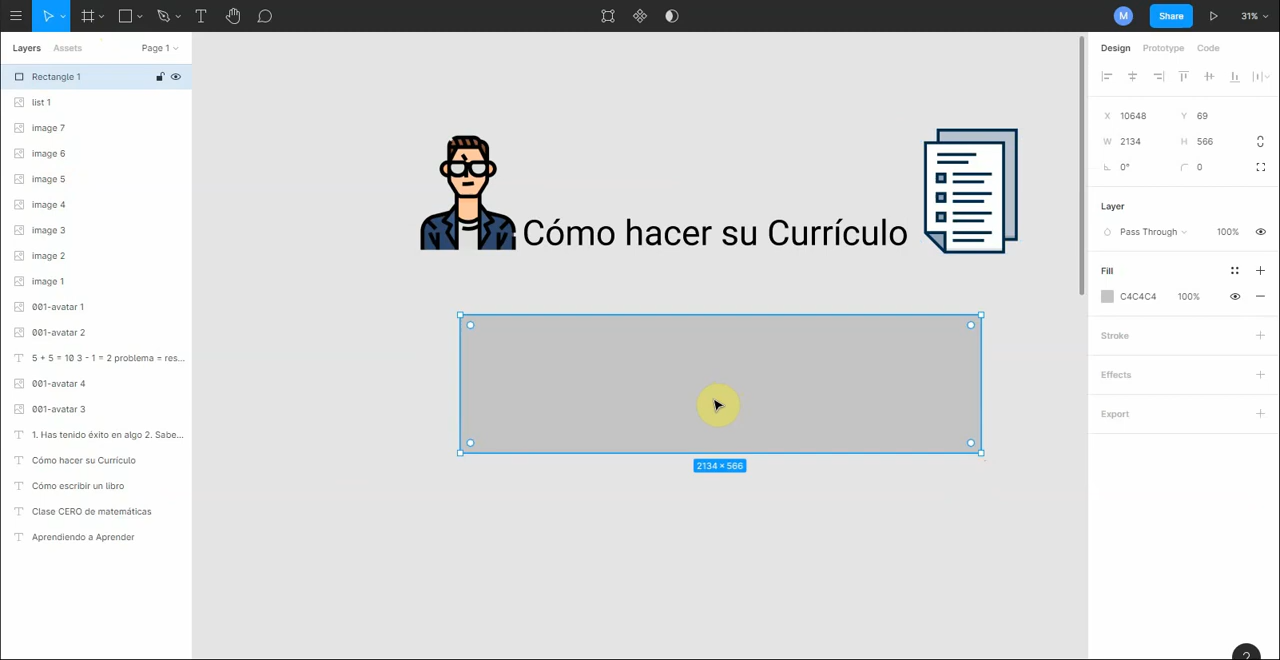 M
Share
31%
Layers
Assets
Page 1
Design
Prototype
Code
Rectangle 1
list 1
image 7
image 6
image 5
image 4
image 3
image 2
image 1
001-avatar 1
001-avatar 2
5 + 5 = 10 3 - 1 = 2 problema = res...
001-avatar 4
001-avatar 3
1. Has tenido éxito en algo 2. Sabe...
Cómo hacer su Currículo
Cómo escribir un libro
Clase CERO de matemáticas
Aprendiendo a Aprender
Cómo hacer su Currículo
2134 × 566
X 10648 Y 69
W 2134 H 566
0° 0
Layer
Pass Through 100%
Fill
C4C4C4 100%
Stroke
Effects
Export
?